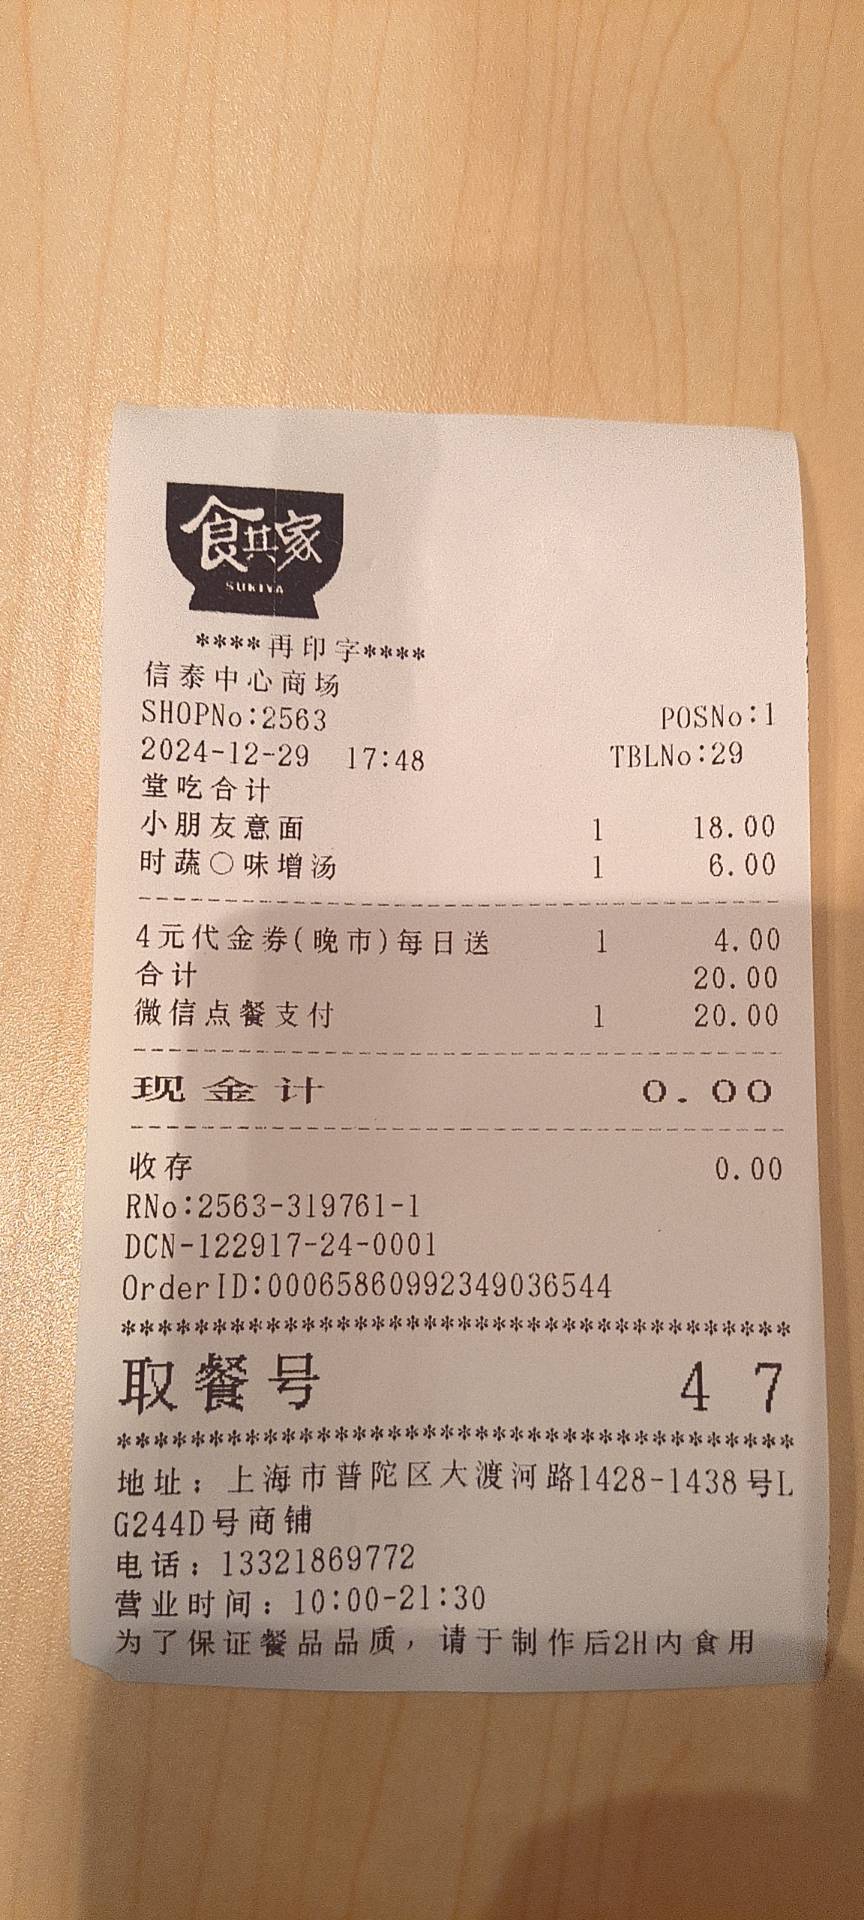 食其家
SUKIYA
****再印字****
信泰中心商场
SHOPNo:2563 POSNo:1
2024-12-29 17:48 TBLNo:29
堂吃合计
小朋友意面 1 18.00
时蔬〇味增汤 1 6.00
4元代金券(晚市)每日送 1 4.00
合计 20.00
微信点餐支付 1 20.00
现金计 0.00
收存 0.00
RNo:2563-319761-1
DCN-122917-24-0001
OrderID:00065860992349036544
*************************************
取餐号 47
*************************************
地址：上海市普陀区大渡河路1428-1438号L
G244D号商铺
电话：13321869772
营业时间：10:00-21:30
为了保证餐品品质，请于制作后2H内食用